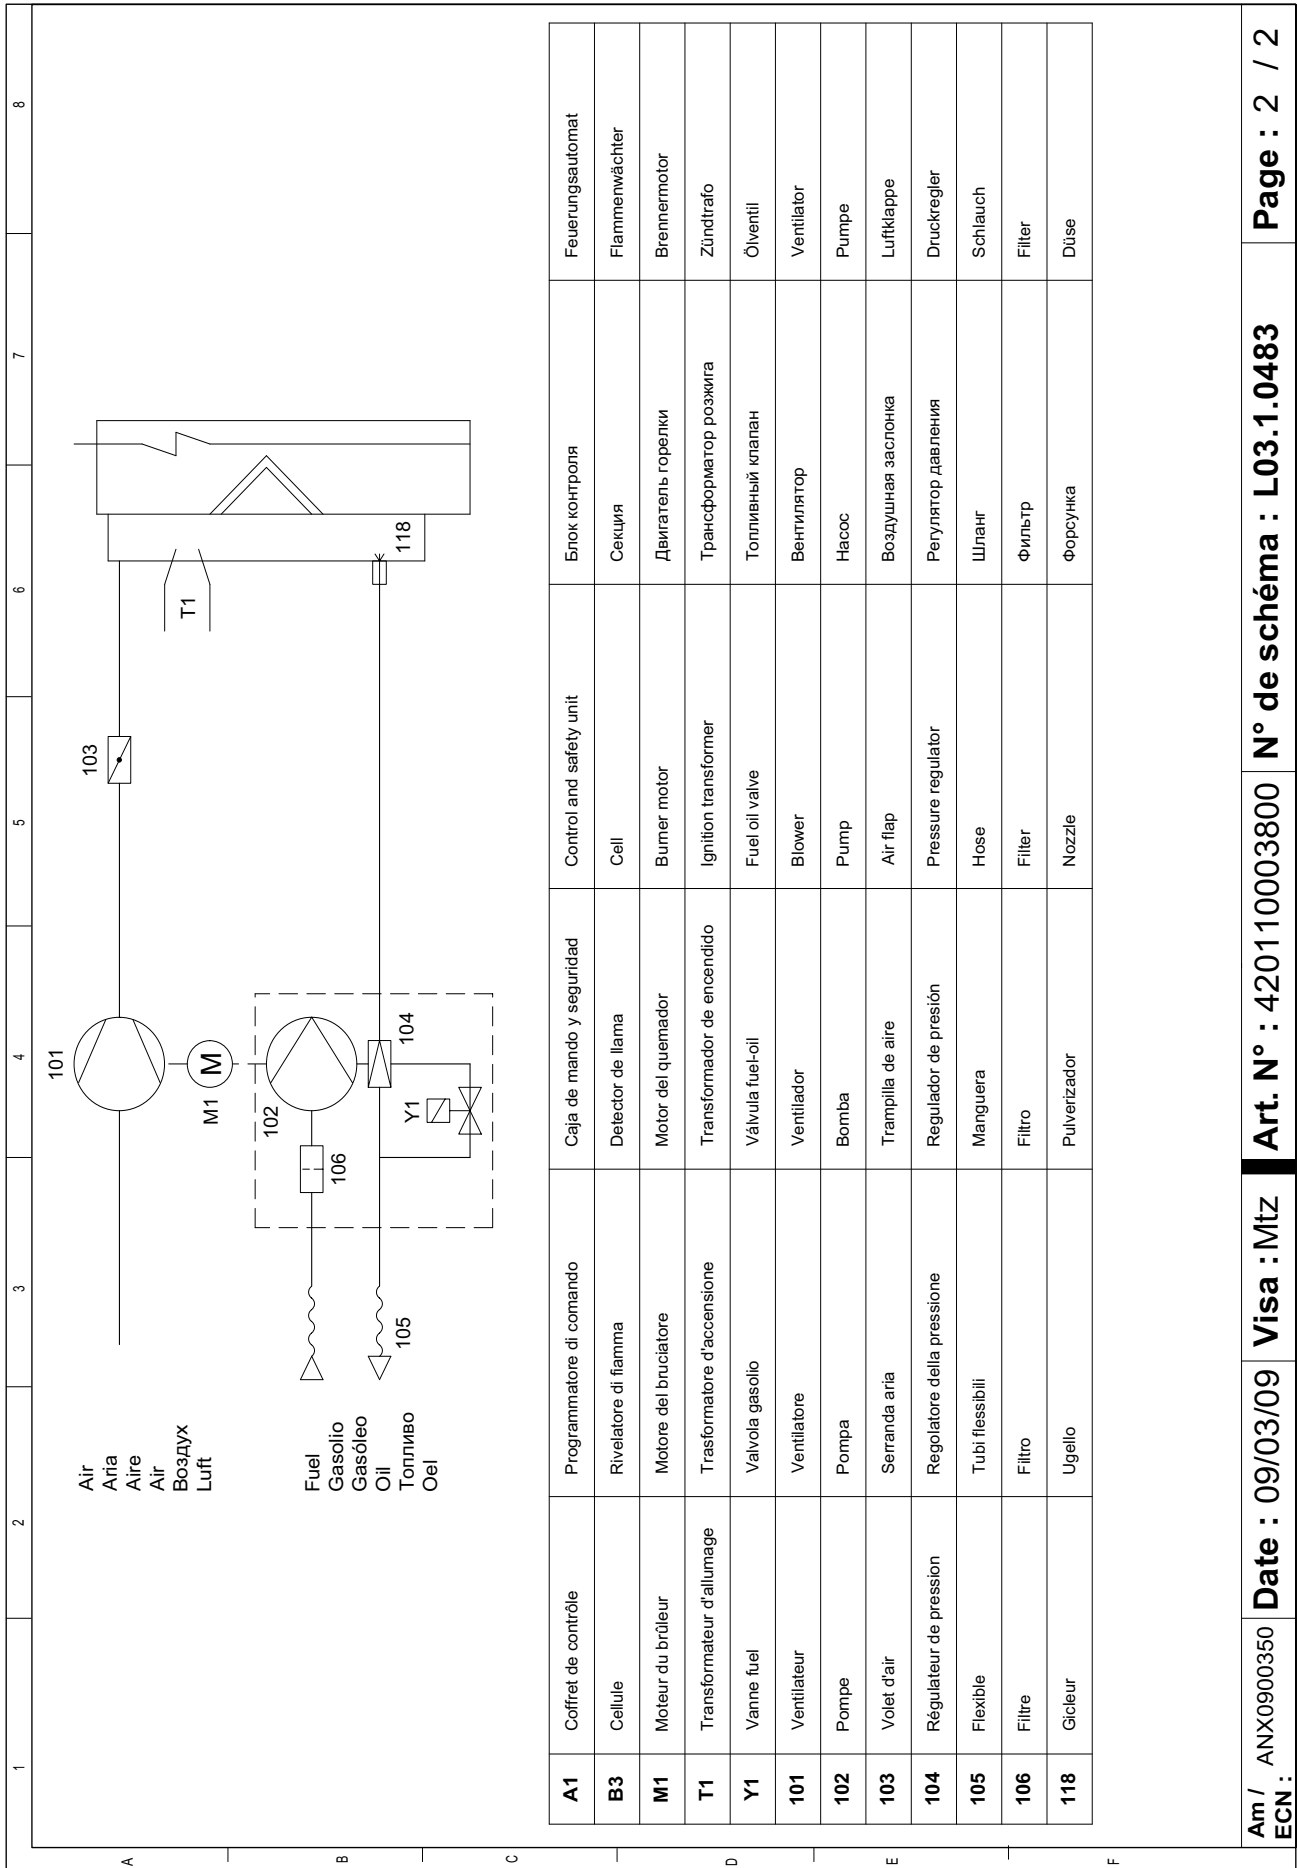 1 2 3 4 5 6 7 8
A
B
C
D
E
F
Air
Aria
Aire
Air
Воздух
Luft
Fuel
Gasolio
Gasóleo
Oil
Топливо
Oel
101
M1
M
102
106
105
Y1
104
103
T1
118
A1 Coffret de contrôle Programmatore di comando Caja de mando y seguridad Control and safety unit Блок контроля Feuerungsautomat
B3 Cellule Rivelatore di fiamma Detector de llama Cell Секция Flammenwächter
M1 Moteur du brûleur Motore del bruciatore Motor del quemador Burner motor Двигатель горелки Brennermotor
T1 Transformateur d'allumage Trasformatore d'accensione Transformador de encendido Ignition transformer Трансформатор розжига Zündtrafo
Y1 Vanne fuel Valvola gasolio Válvula fuel-oil Fuel oil valve Топливный клапан Ölventil
101 Ventilateur Ventilatore Ventilador Blower Вентилятор Ventilator
102 Pompe Pompa Bomba Pump Насос Pumpe
103 Volet d'air Serranda aria Trampilla de aire Air flap Воздушная заслонка Luftklappe
104 Régulateur de pression Regolatore della pressione Regulador de presión Pressure regulator Регулятор давления Druckregler
105 Flexible Tubi flessibili Manguera Hose Шланг Schlauch
106 Filtre Filtro Filtro Filter Фильтр Filter
118 Gicleur Ugello Pulverizador Nozzle Форсунка Düse
Am / ECN : ANX0900350 Date : 09/03/09 Visa : Mtz Art. N° : 420110003800 N° de schéma : L03.1.0483 Page : 2 / 2